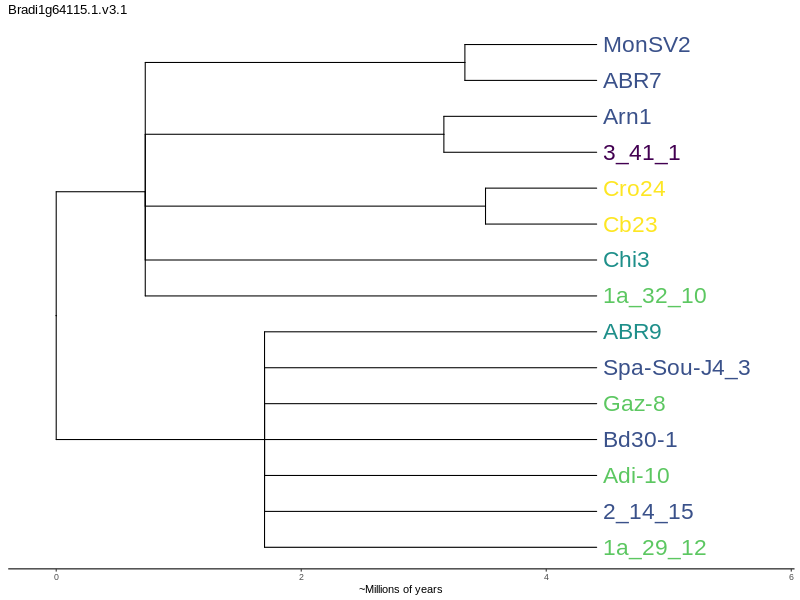 Bradi1g64115.1.v3.1
MonSV2
ABR7
Arn1
3_41_1
Cro24
Cb23
Chi3
1a_32_10
ABR9
Spa-Sou-J4_3
Gaz-8
Bd30-1
Adi-10
2_14_15
1a_29_12
0 2 4 6
~Millions of years